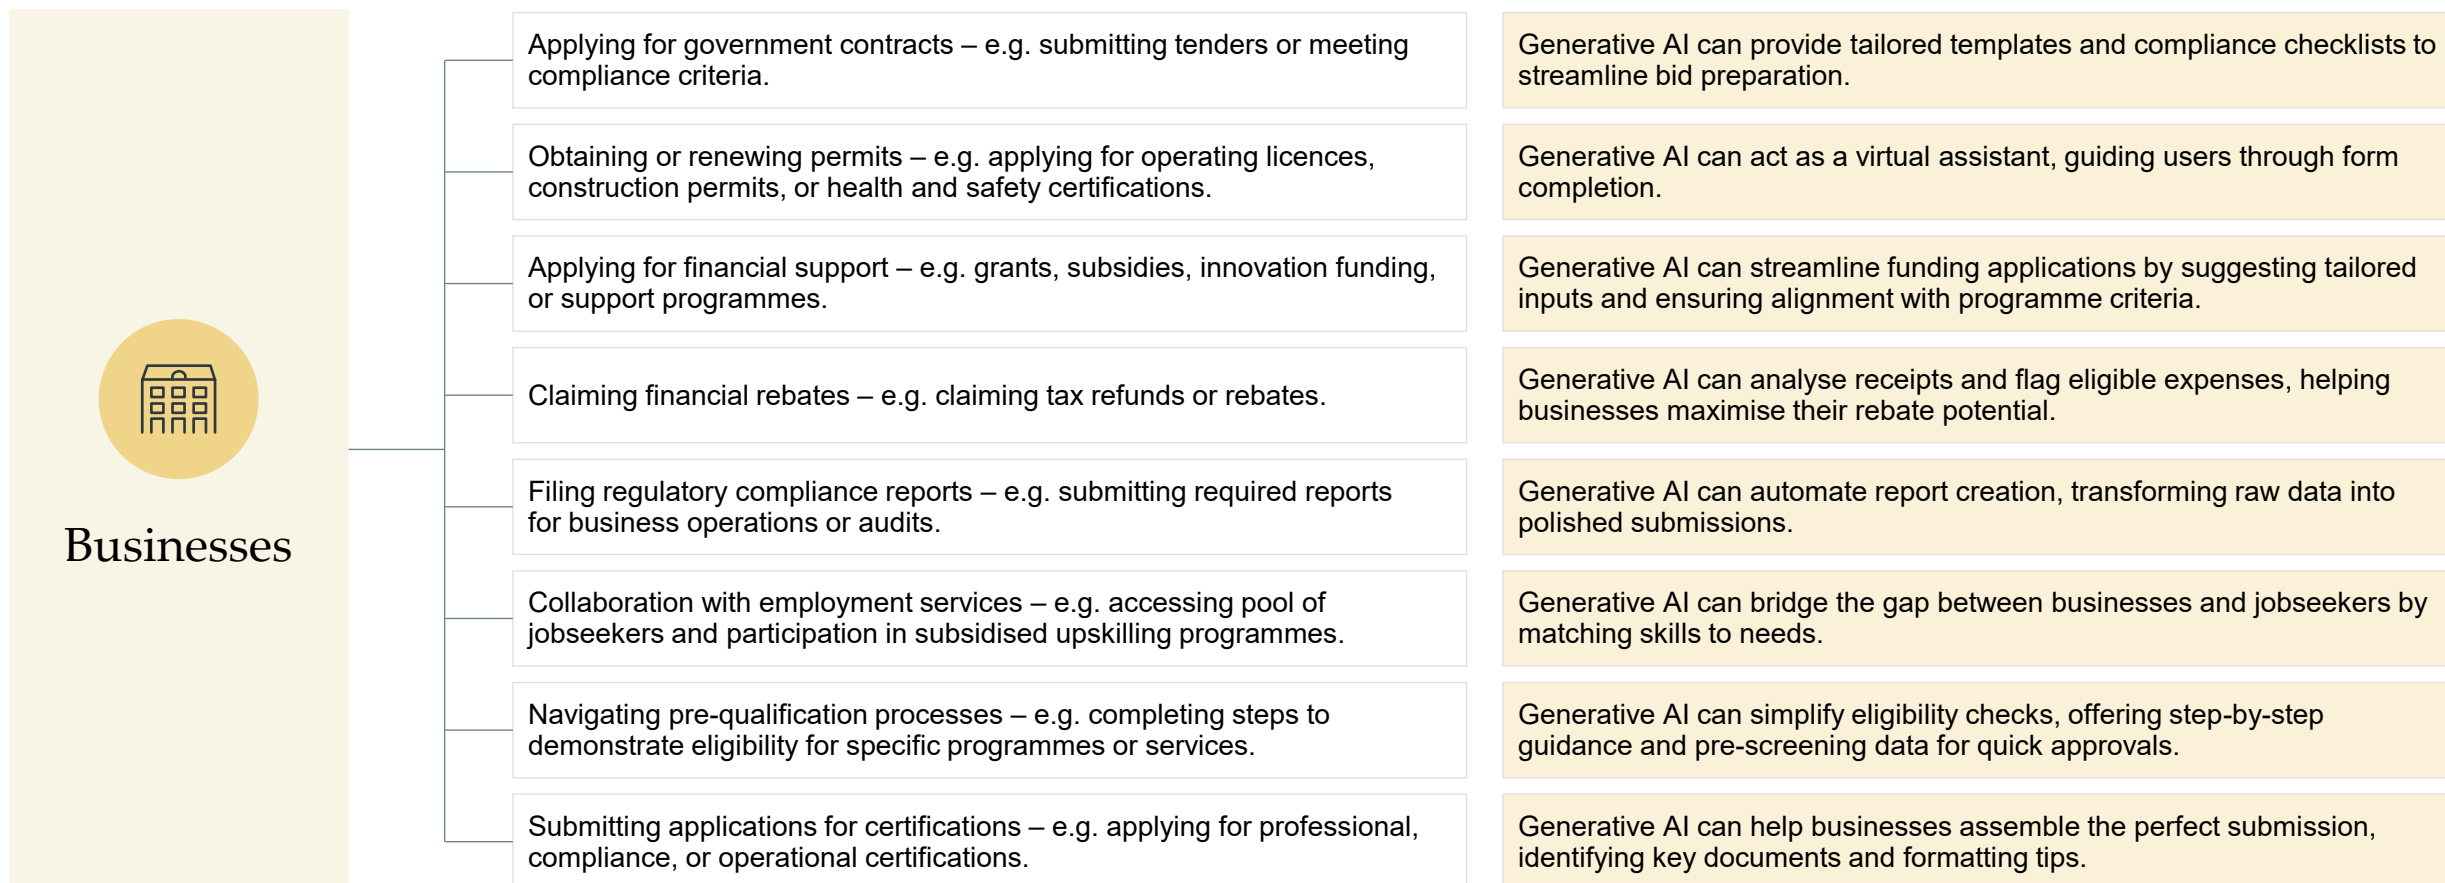 Businesses
Applying for government contracts – e.g. submitting tenders or meeting
compliance criteria.
Generative AI can provide tailored templates and compliance checklists to
streamline bid preparation.
Obtaining or renewing permits – e.g. applying for operating licences,
construction permits, or health and safety certifications.
Generative AI can act as a virtual assistant, guiding users through form
completion.
Applying for financial support – e.g. grants, subsidies, innovation funding,
or support programmes.
Generative AI can streamline funding applications by suggesting tailored
inputs and ensuring alignment with programme criteria.
Claiming financial rebates – e.g. claiming tax refunds or rebates.
Generative AI can analyse receipts and flag eligible expenses, helping
businesses maximise their rebate potential.
Filing regulatory compliance reports – e.g. submitting required reports
for business operations or audits.
Generative AI can automate report creation, transforming raw data into
polished submissions.
Collaboration with employment services – e.g. accessing pool of
jobseekers and participation in subsidised upskilling programmes.
Generative AI can bridge the gap between businesses and jobseekers by
matching skills to needs.
Navigating pre-qualification processes – e.g. completing steps to
demonstrate eligibility for specific programmes or services.
Generative AI can simplify eligibility checks, offering step-by-step
guidance and pre-screening data for quick approvals.
Submitting applications for certifications – e.g. applying for professional,
compliance, or operational certifications.
Generative AI can help businesses assemble the perfect submission,
identifying key documents and formatting tips.